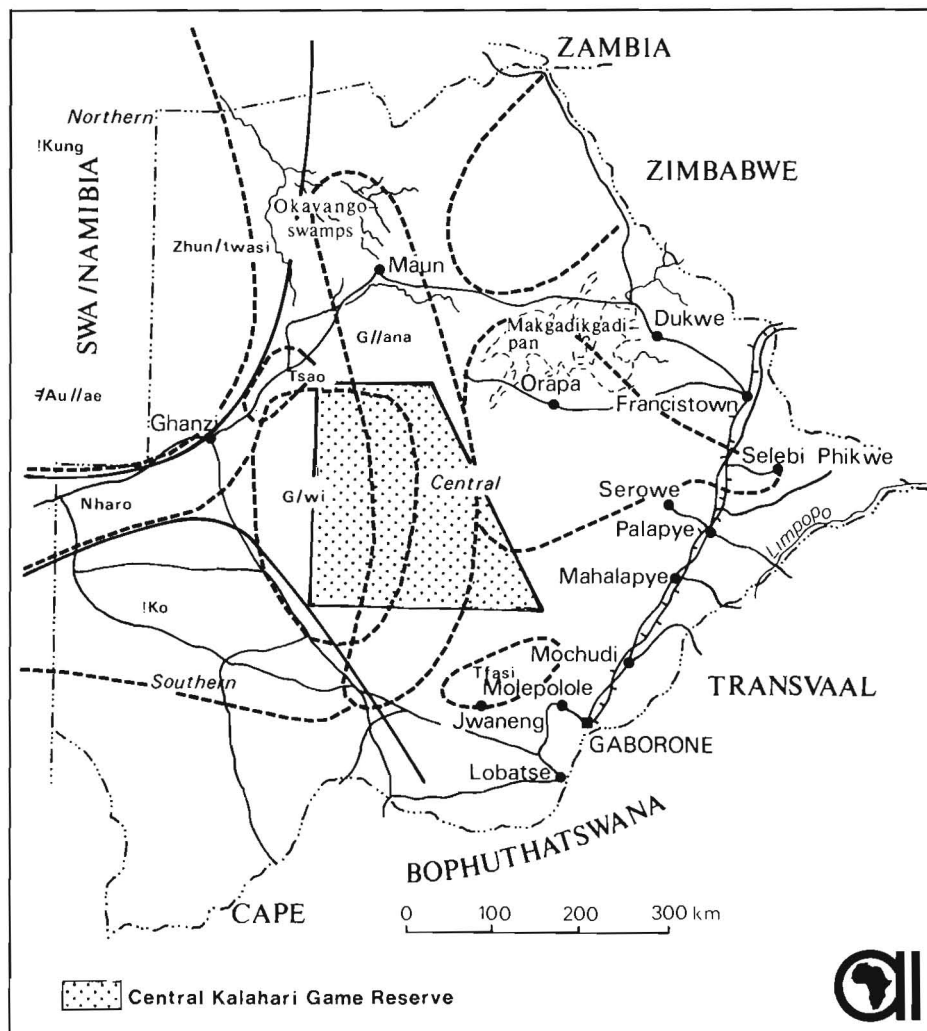 ZAMBIA
Northern
!Kung
ZIMBABWE
SWA/NAMIBIA
Okavango-
swamps
Zhun/twasi
Maun
G//ana
Makgadikgadi
pan
Dukwe
Tsao
Orapa
Francistown
ǂAu//ae
Ghanzi
Selebi Phikwe
Nharo
G/wi
Central
Serowe
Palapye
Limpopo
Mahalapye
!Ko
Mochudi
Southern
Tʃasi
Molepolole
TRANSVAAL
Jwaneng
GABORONE
Lobatse
BOPHUTHATSWANA
CAPE
0 100 200 300 km
Central Kalahari Game Reserve